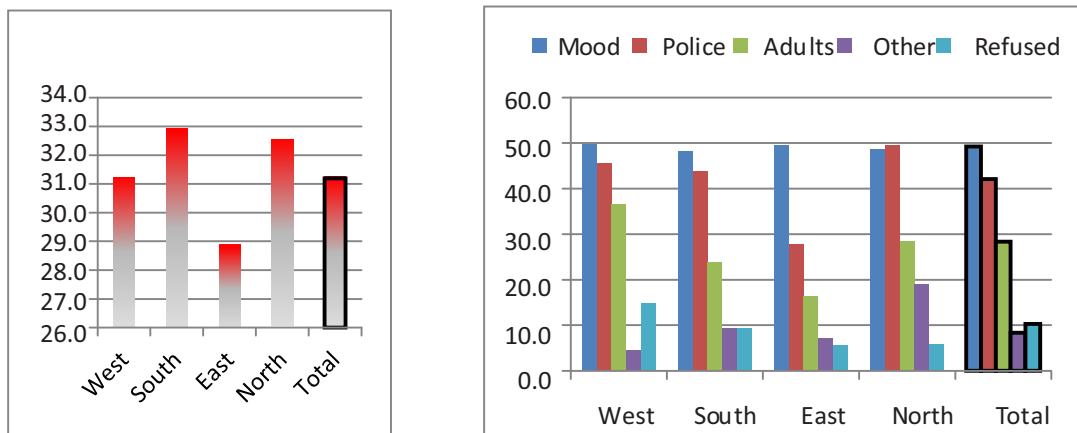 34.0
33.0
32.0
31.0
30.0
29.0
28.0
27.0
26.0
West
South
East
North
Total
Mood Police Adults Other Refused
60.0
50.0
40.0
30.0
20.0
10.0
0.0
West South East North Total